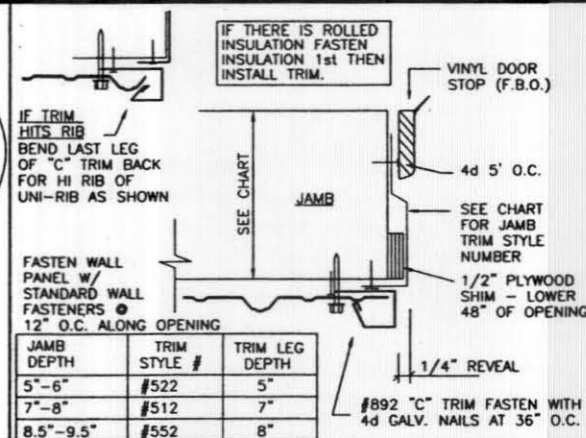 IF THERE IS ROLLED
INSULATION FASTEN
INSULATION 1st THEN
INSTALL TRIM.
VINYL DOOR
STOP (F.B.O.)
IF TRIM
HITS RIB
BEND LAST LEG
OF "C" TRIM BACK
FOR HI RIB OF
UNI-RIB AS SHOWN
SEE CHART
JAMB
4d 5' O.C.
SEE CHART
FOR JAMB
TRIM STYLE
NUMBER
1/2" PLYWOOD
SHIM - LOWER
48" OF OPENING
FASTEN WALL
PANEL W/
STANDARD WALL
FASTENERS @
12" O.C. ALONG OPENING
1/4" REVEAL
#892 "C" TRIM FASTEN WITH
4d GALV. NAILS AT 36" O.C.
JAMB DEPTH TRIM STYLE # TRIM LEG DEPTH
5"-6" #522 5"
7"-8" #512 7"
8.5"-9.5" #552 8"